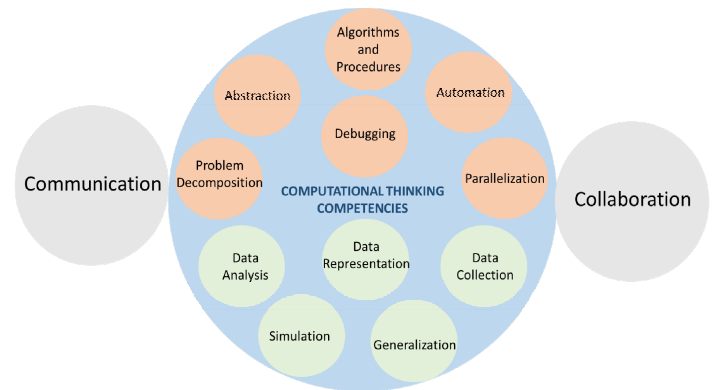 Algorithms
and
Procedures
Abstraction
Automation
Debugging
Communication
Problem
Decomposition
COMPUTATIONAL THINKING
COMPETENCIES
Parallelization
Collaboration
Data
Analysis
Data
Representation
Data
Collection
Simulation
Generalization